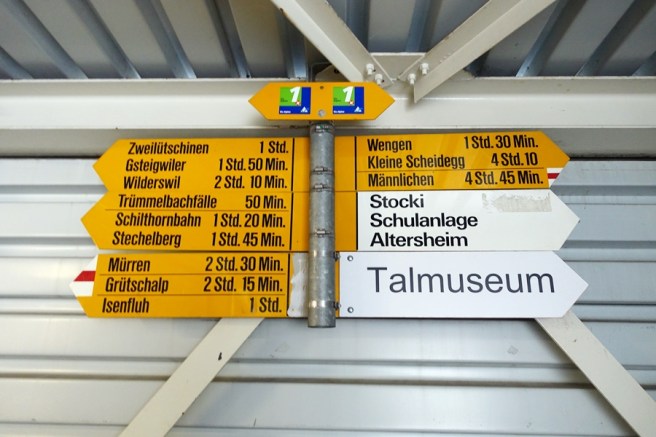 1 1
Zweilütschinen 1 Std.
Gsteigwiler 1 Std. 50 Min.
Wilderswil 2 Std. 10 Min.
Trümmelbachfälle 50 Min.
Schilthornbahn 1 Std. 20 Min.
Stechelberg 1 Std. 45 Min.
Mürren 2 Std. 30 Min.
Grütschalp 2 Std. 15 Min.
Isenfluh 1 Std.
Wengen 1 Std. 30 Min.
Kleine Scheidegg 4 Std. 10
Männlichen 4 Std. 45 Min.
Stocki
Schulanlage
Altersheim
Talmuseum